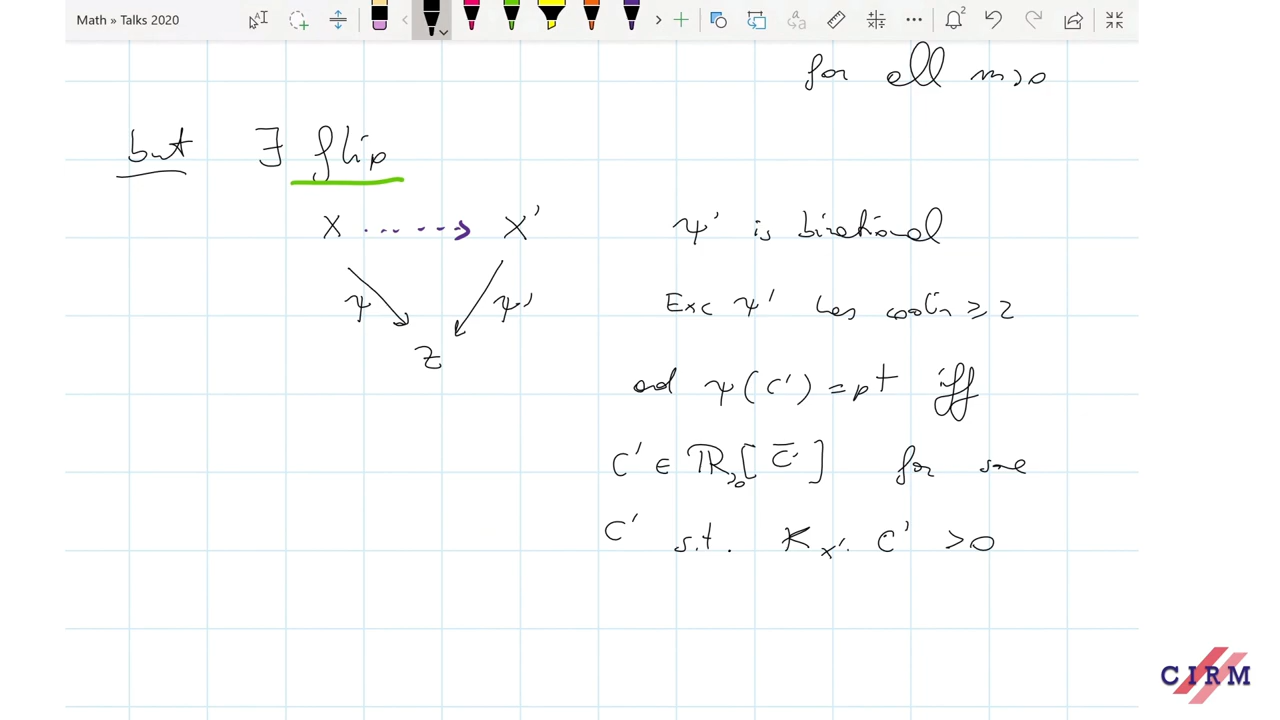 Math » Talks 2020
2
for all m>0
but ∃ flip
X ⇢ X' ψ' is birational
ψ ψ' Exc ψ' has codim ≥ 2
Z
and ψ(C') = pt iff
C' ∈ ℝ≥0[C̄'] for some
C' s.t. K_X'. C' >0
CIRM